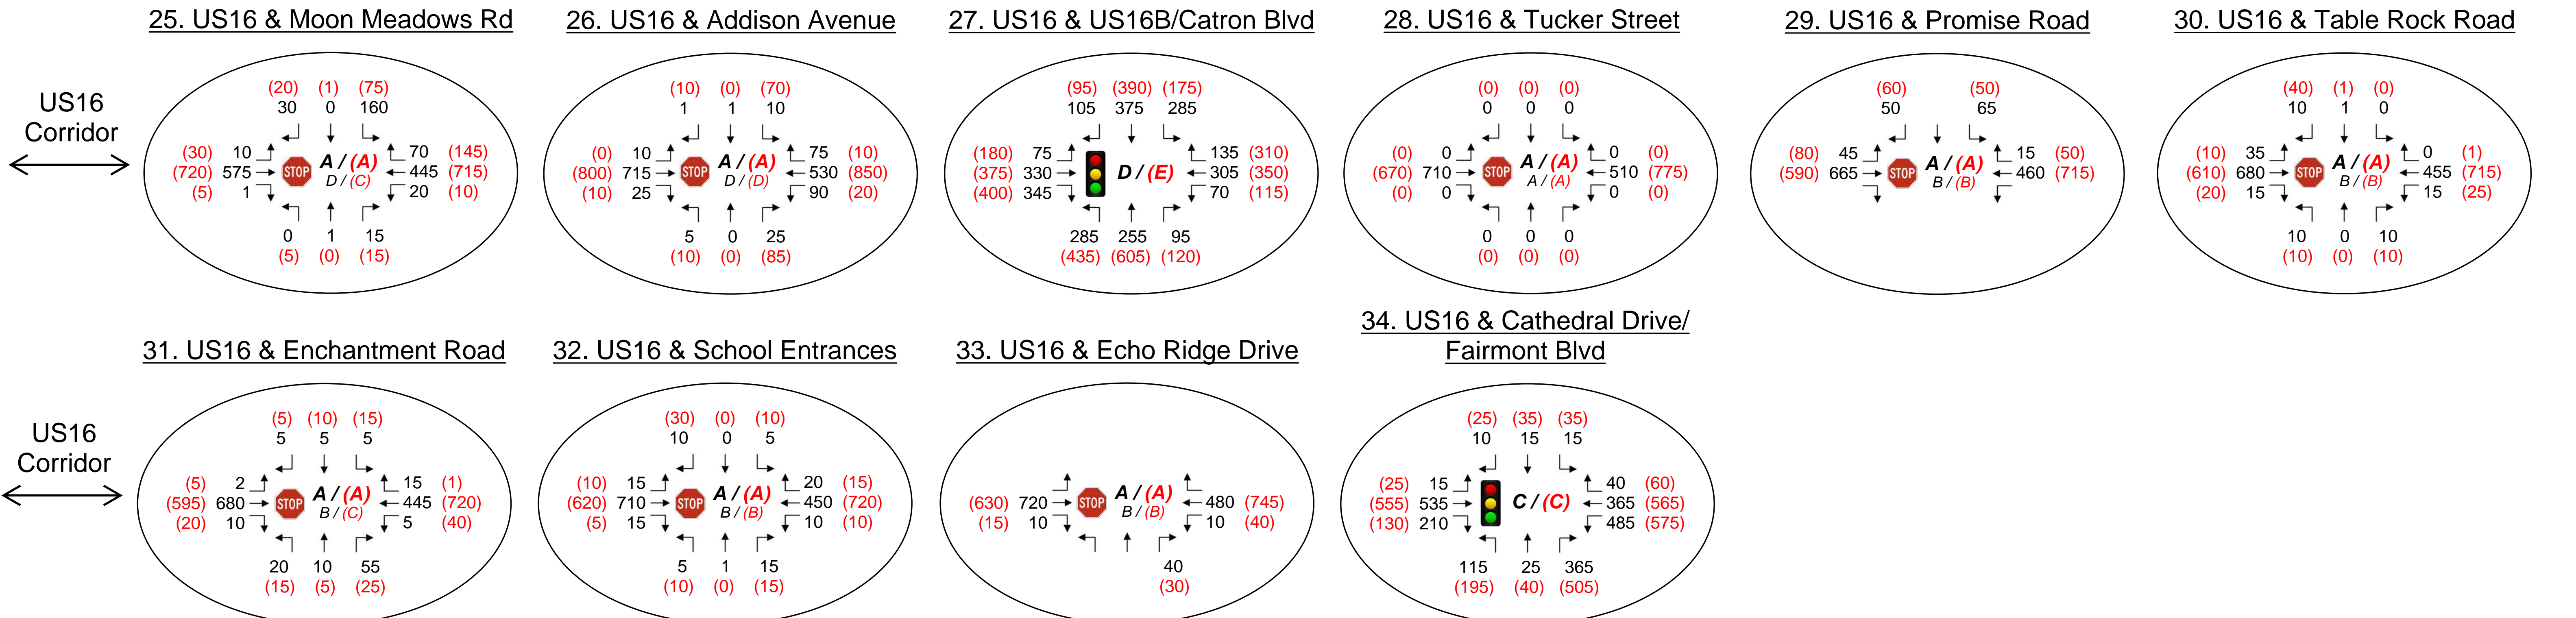 25. US16 & Moon Meadows Rd
26. US16 & Addison Avenue
27. US16 & US16B/Catron Blvd
28. US16 & Tucker Street
29. US16 & Promise Road
30. US16 & Table Rock Road
US16
Corridor
(20) (1) (75)
30 0 160
(30) 10 70 (145)
(720) 575 STOP A / (A) 445 (715)
D / (C)
(5) 1 20 (10)
0 1 15
(5) (0) (15)
(10) (0) (70)
1 1 10
(0) 10 75 (10)
(800) 715 STOP A / (A) 530 (850)
D / (D)
(10) 25 90 (20)
5 0 25
(10) (0) (85)
(95) (390) (175)
105 375 285
(180) 75 135 (310)
(375) 330 D / (E) 305 (350)
(400) 345 70 (115)
285 255 95
(435) (605) (120)
(0) (0) (0)
0 0 0
(0) 0 0 (0)
(670) 710 STOP A / (A) 510 (775)
A / (A)
(0) 0 0 (0)
0 0 0
(0) (0) (0)
(60) (50)
50 65
(80) 45 15 (50)
(590) 665 STOP A / (A) 460 (715)
B / (B)
(40) (1) (0)
10 1 0
(10) 35 0 (1)
(610) 680 STOP A / (A) 455 (715)
B / (B)
(20) 15 15 (25)
10 0 10
(10) (0) (10)
31. US16 & Enchantment Road
32. US16 & School Entrances
33. US16 & Echo Ridge Drive
34. US16 & Cathedral Drive/
Fairmont Blvd
US16
Corridor
(5) (10) (15)
5 5 5
(5) 2 15 (1)
(595) 680 STOP A / (A) 445 (720)
B / (C)
(20) 10 5 (40)
20 10 55
(15) (5) (25)
(30) (0) (10)
10 0 5
(10) 15 20 (15)
(620) 710 STOP A / (A) 450 (720)
B / (B)
(5) 15 10 (10)
5 1 15
(10) (0) (15)
(630) 720 STOP A / (A) 480 (745)
B / (B)
(15) 10 10 (40)
40
(30)
(25) (35) (35)
10 15 15
(25) 15 40 (60)
(555) 535 C / (C) 365 (565)
(130) 210 485 (575)
115 25 365
(195) (40) (505)